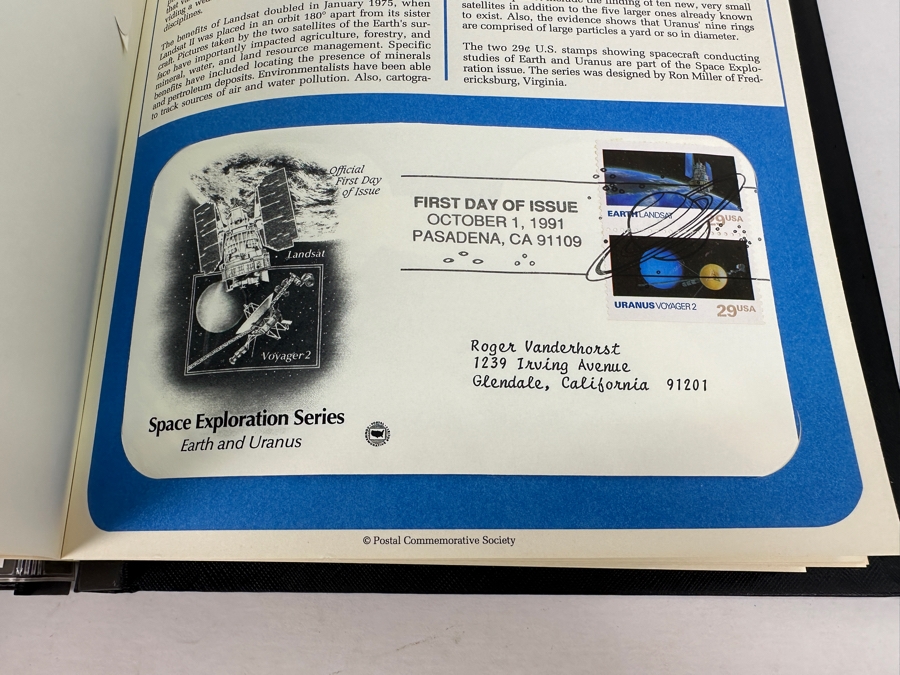 viding a
disciplines.
The benefits of Landsat doubled in January 1975, when
Landsat II was placed in an orbit 180° apart from its sister
craft. Pictures taken by the two satellites of the Earth's sur-
face have importantly impacted agriculture, forestry, and
mineral, water, and land resource management. Specific
benefits have included locating the presence of minerals
and petroleum deposits. Environmentalists have been able
to track sources of air and water pollution. Also, cartogra-
the finding of ten new, very small
satellites in addition to the five larger ones already known
to exist. Also, the evidence shows that Uranus' nine rings
are comprised of large particles a yard or so in diameter.
The two 29¢ U.S. stamps showing spacecraft conducting
studies of Earth and Uranus are part of the Space Explo-
ration issue. The series was designed by Ron Miller of Fred-
ericksburg, Virginia.
Official
First Day
of Issue
Landsat
Voyager 2
Space Exploration Series
Earth and Uranus
FIRST DAY OF ISSUE
OCTOBER 1, 1991
PASADENA, CA 91109
EARTH LANDSAT 29USA
URANUS VOYAGER 2 29USA
Roger Vanderhorst
1239 Irving Avenue
Glendale, California 91201
© Postal Commemorative Society